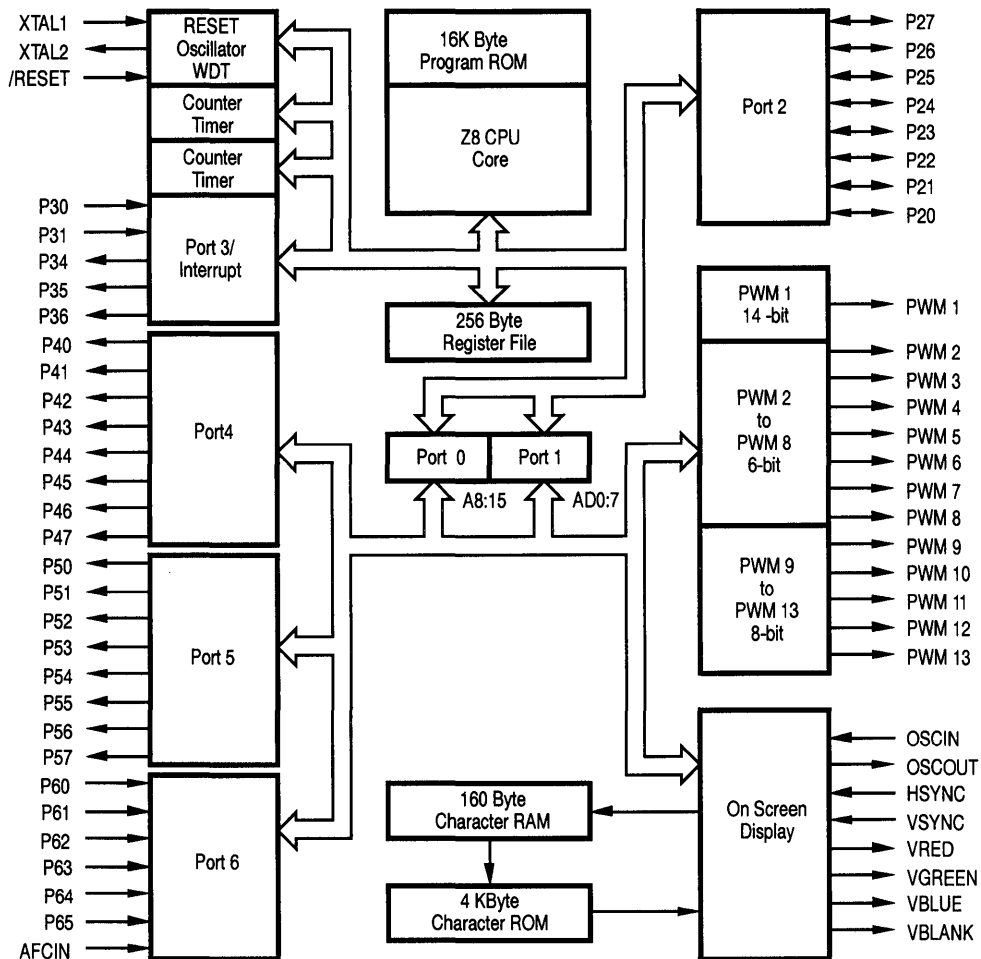 XTAL1
XTAL2
/RESET
RESET
Oscillator
WDT
Counter
Timer
Counter
Timer
P30
P31
P34
P35
P36
Port 3/
Interrupt
P40
P41
P42
P43
P44
P45
P46
P47
Port4
P50
P51
P52
P53
P54
P55
P56
P57
Port 5
P60
P61
P62
P63
P64
P65
AFCIN
Port 6
16K Byte
Program ROM
Z8 CPU
Core
256 Byte
Register File
Port 0
Port 1
A8:15
AD0:7
160 Byte
Character RAM
4 KByte
Character ROM
Port 2
P27
P26
P25
P24
P23
P22
P21
P20
PWM 1
14 -bit
PWM 1
PWM 2
to
PWM 8
6-bit
PWM 2
PWM 3
PWM 4
PWM 5
PWM 6
PWM 7
PWM 8
PWM 9
to
PWM 13
8-bit
PWM 9
PWM 10
PWM 11
PWM 12
PWM 13
On Screen
Display
OSCIN
OSCOUT
HSYNC
VSYNC
VRED
VGREEN
VBLUE
VBLANK